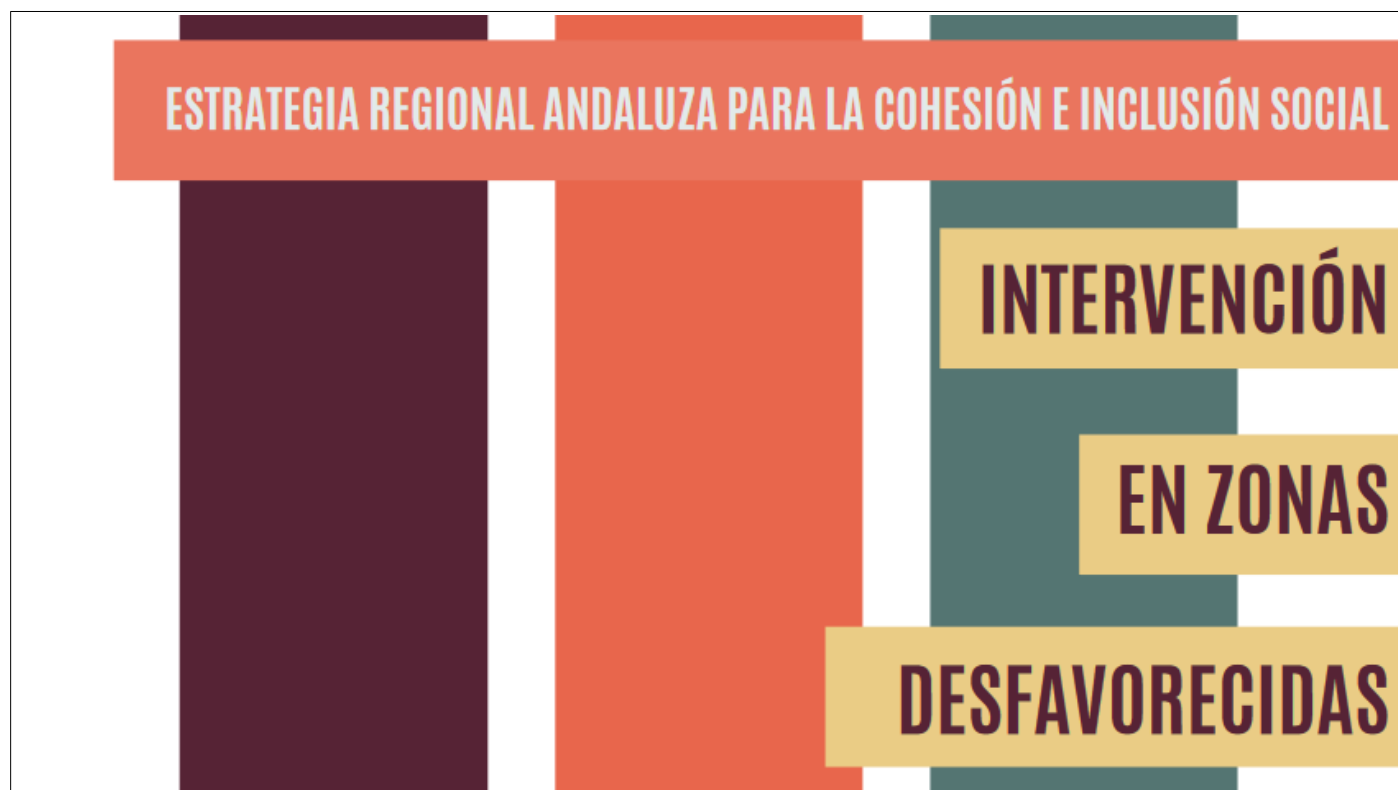 ESTRATEGIA REGIONAL ANDALUZA PARA LA COHESIÓN E INCLUSIÓN SOCIAL
INTERVENCIÓN
EN ZONAS
DESFAVORECIDAS